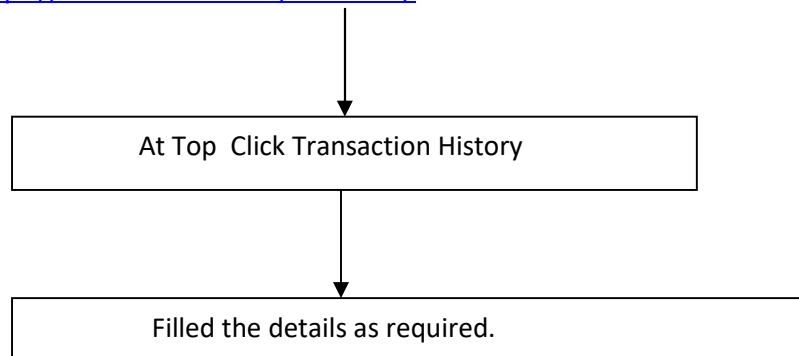 At Top Click Transaction History
Filled the details as required.